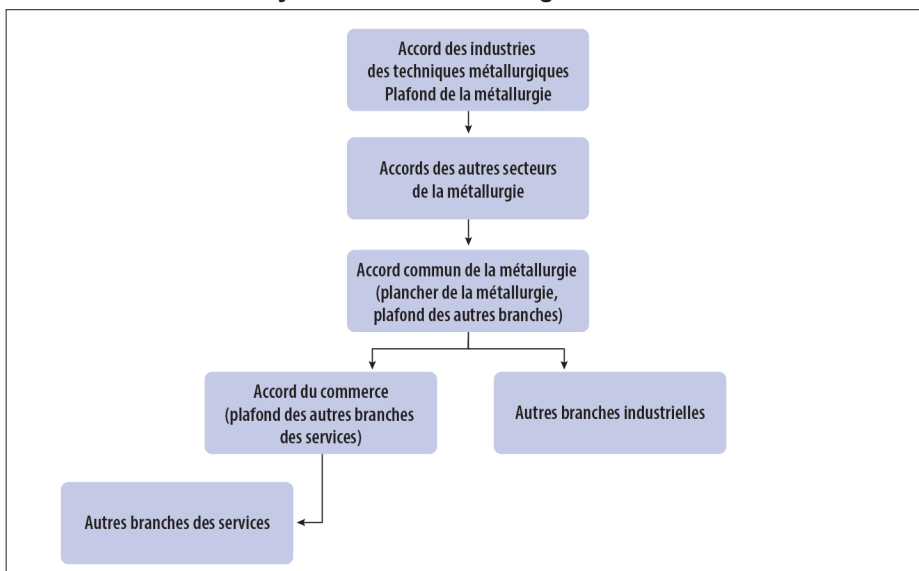 Accord des industries
des techniques métallurgiques
Plafond de la métallurgie
Accords des autres secteurs
de la métallurgie
Accord commun de la métallurgie
(plancher de la métallurgie,
plafond des autres branches)
Accord du commerce
(plafond des autres branches
des services)
Autres branches industrielles
Autres branches des services